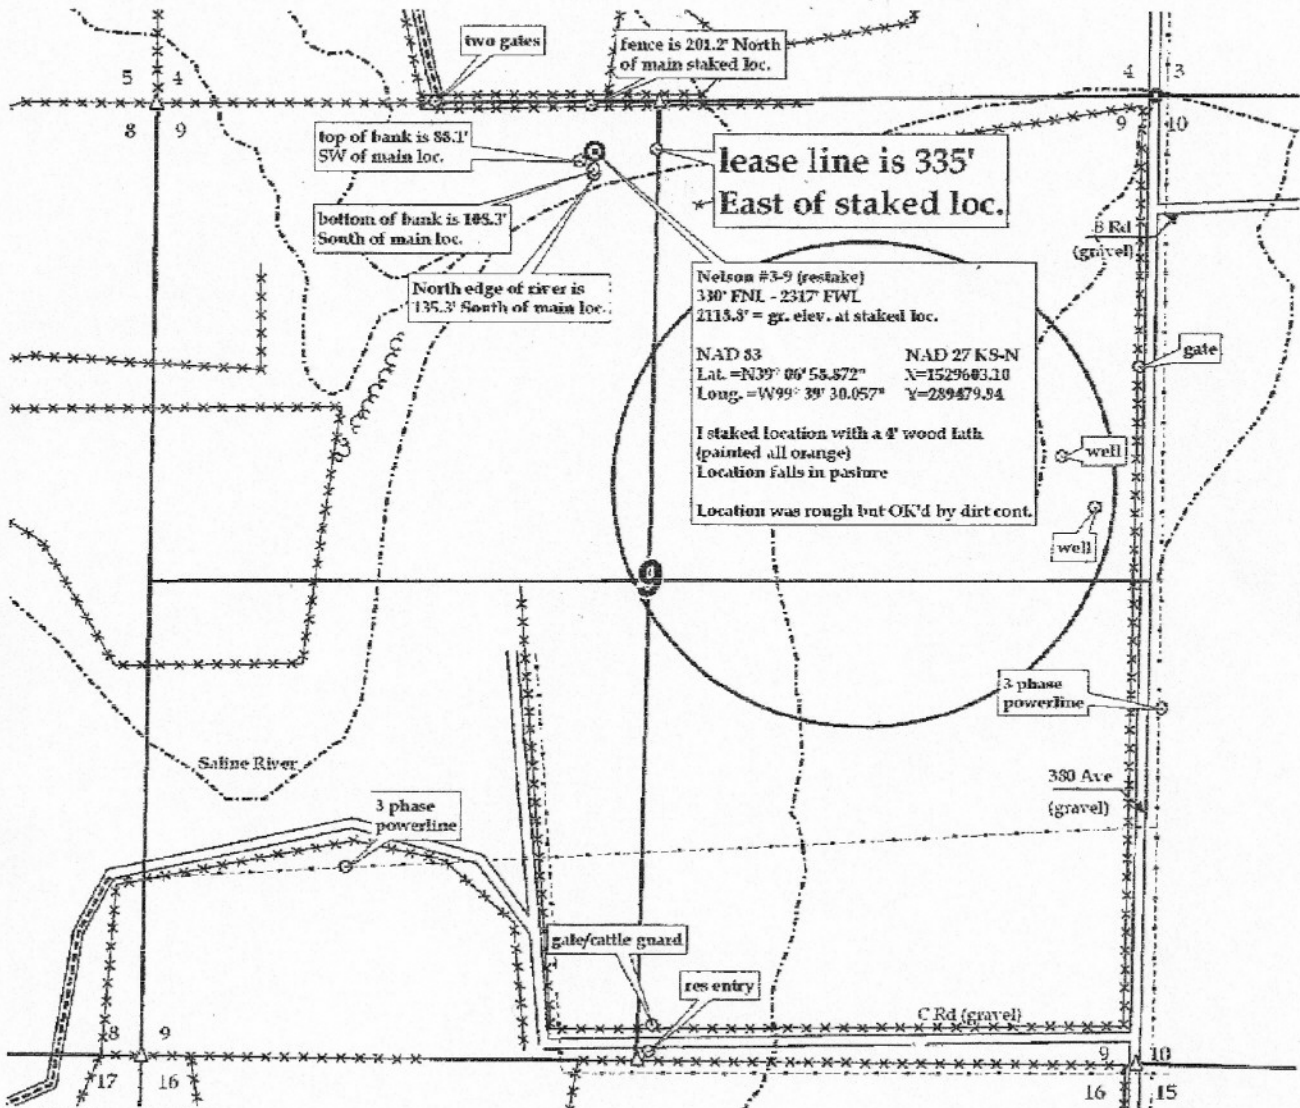 two gates
fence is 201.2' North
of main staked loc.
5 4
4 3
8 9
9 10
top of bank is 88.1'
SW of main loc.
lease line is 335'
East of staked loc.
bottom of bank is 108.3'
South of main loc.
B Rd
(gravel)
North edge of river is
135.3' South of main loc.
Nelson #3-9 (restake)
330' FNL - 2317' FWL
2118.8' = gr. elev. at staked loc.
NAD 83
Lat. =N39° 06' 58.872"
Long. =W99° 39' 30.057"
NAD 27 KS-N
X=1529603.10
Y=289479.94
I staked location with a 4' wood lath
(painted all orange)
Location falls in pasture
Location was rough but OK'd by dirt cont.
gate
well
well
9
3 phase
powerline
Saline River
380 Ave
(gravel)
3 phase
powerline
gate/cattle guard
res entry
C Rd (gravel)
8 9
9 10
17 16
16 15